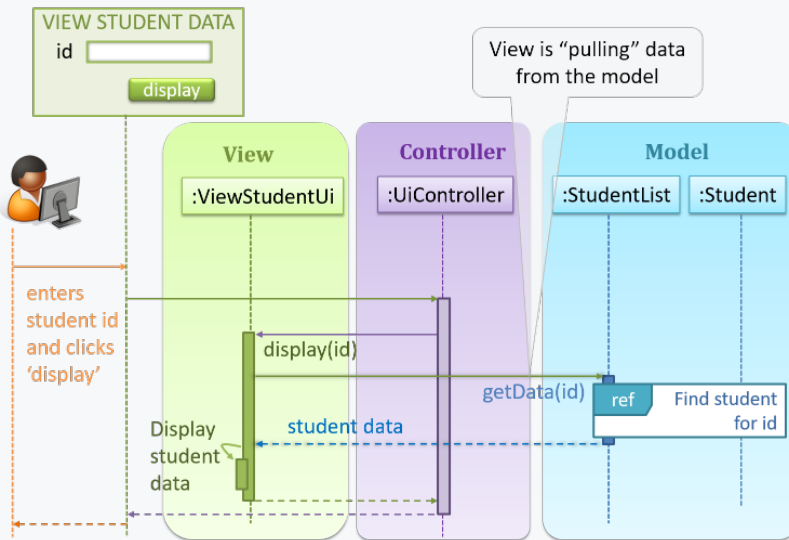 VIEW STUDENT DATA
id
display
View is “pulling” data
from the model
View
Controller
Model
:ViewStudentUi
:UiController
:StudentList
:Student
enters
student id
and clicks
‘display’
display(id)
getData(id)
ref
Find student
for id
student data
Display
student
data